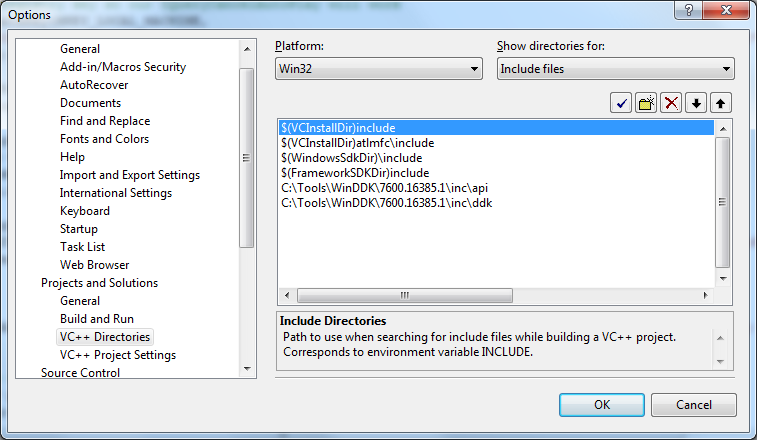 Options
General
Add-in/Macros Security
AutoRecover
Documents
Find and Replace
Fonts and Colors
Help
Import and Export Settings
International Settings
Keyboard
Startup
Task List
Web Browser
Projects and Solutions
General
Build and Run
VC++ Directories
VC++ Project Settings
Source Control
Platform:
Win32
Show directories for:
Include files
$(VCInstallDir)include
$(VCInstallDir)atlmfc\include
$(WindowsSdkDir)\include
$(FrameworkSDKDir)include
C:\Tools\WinDDK\7600.16385.1\inc\api
C:\Tools\WinDDK\7600.16385.1\inc\ddk
Include Directories
Path to use when searching for include files while building a VC++ project.
Corresponds to environment variable INCLUDE.
OK
Cancel